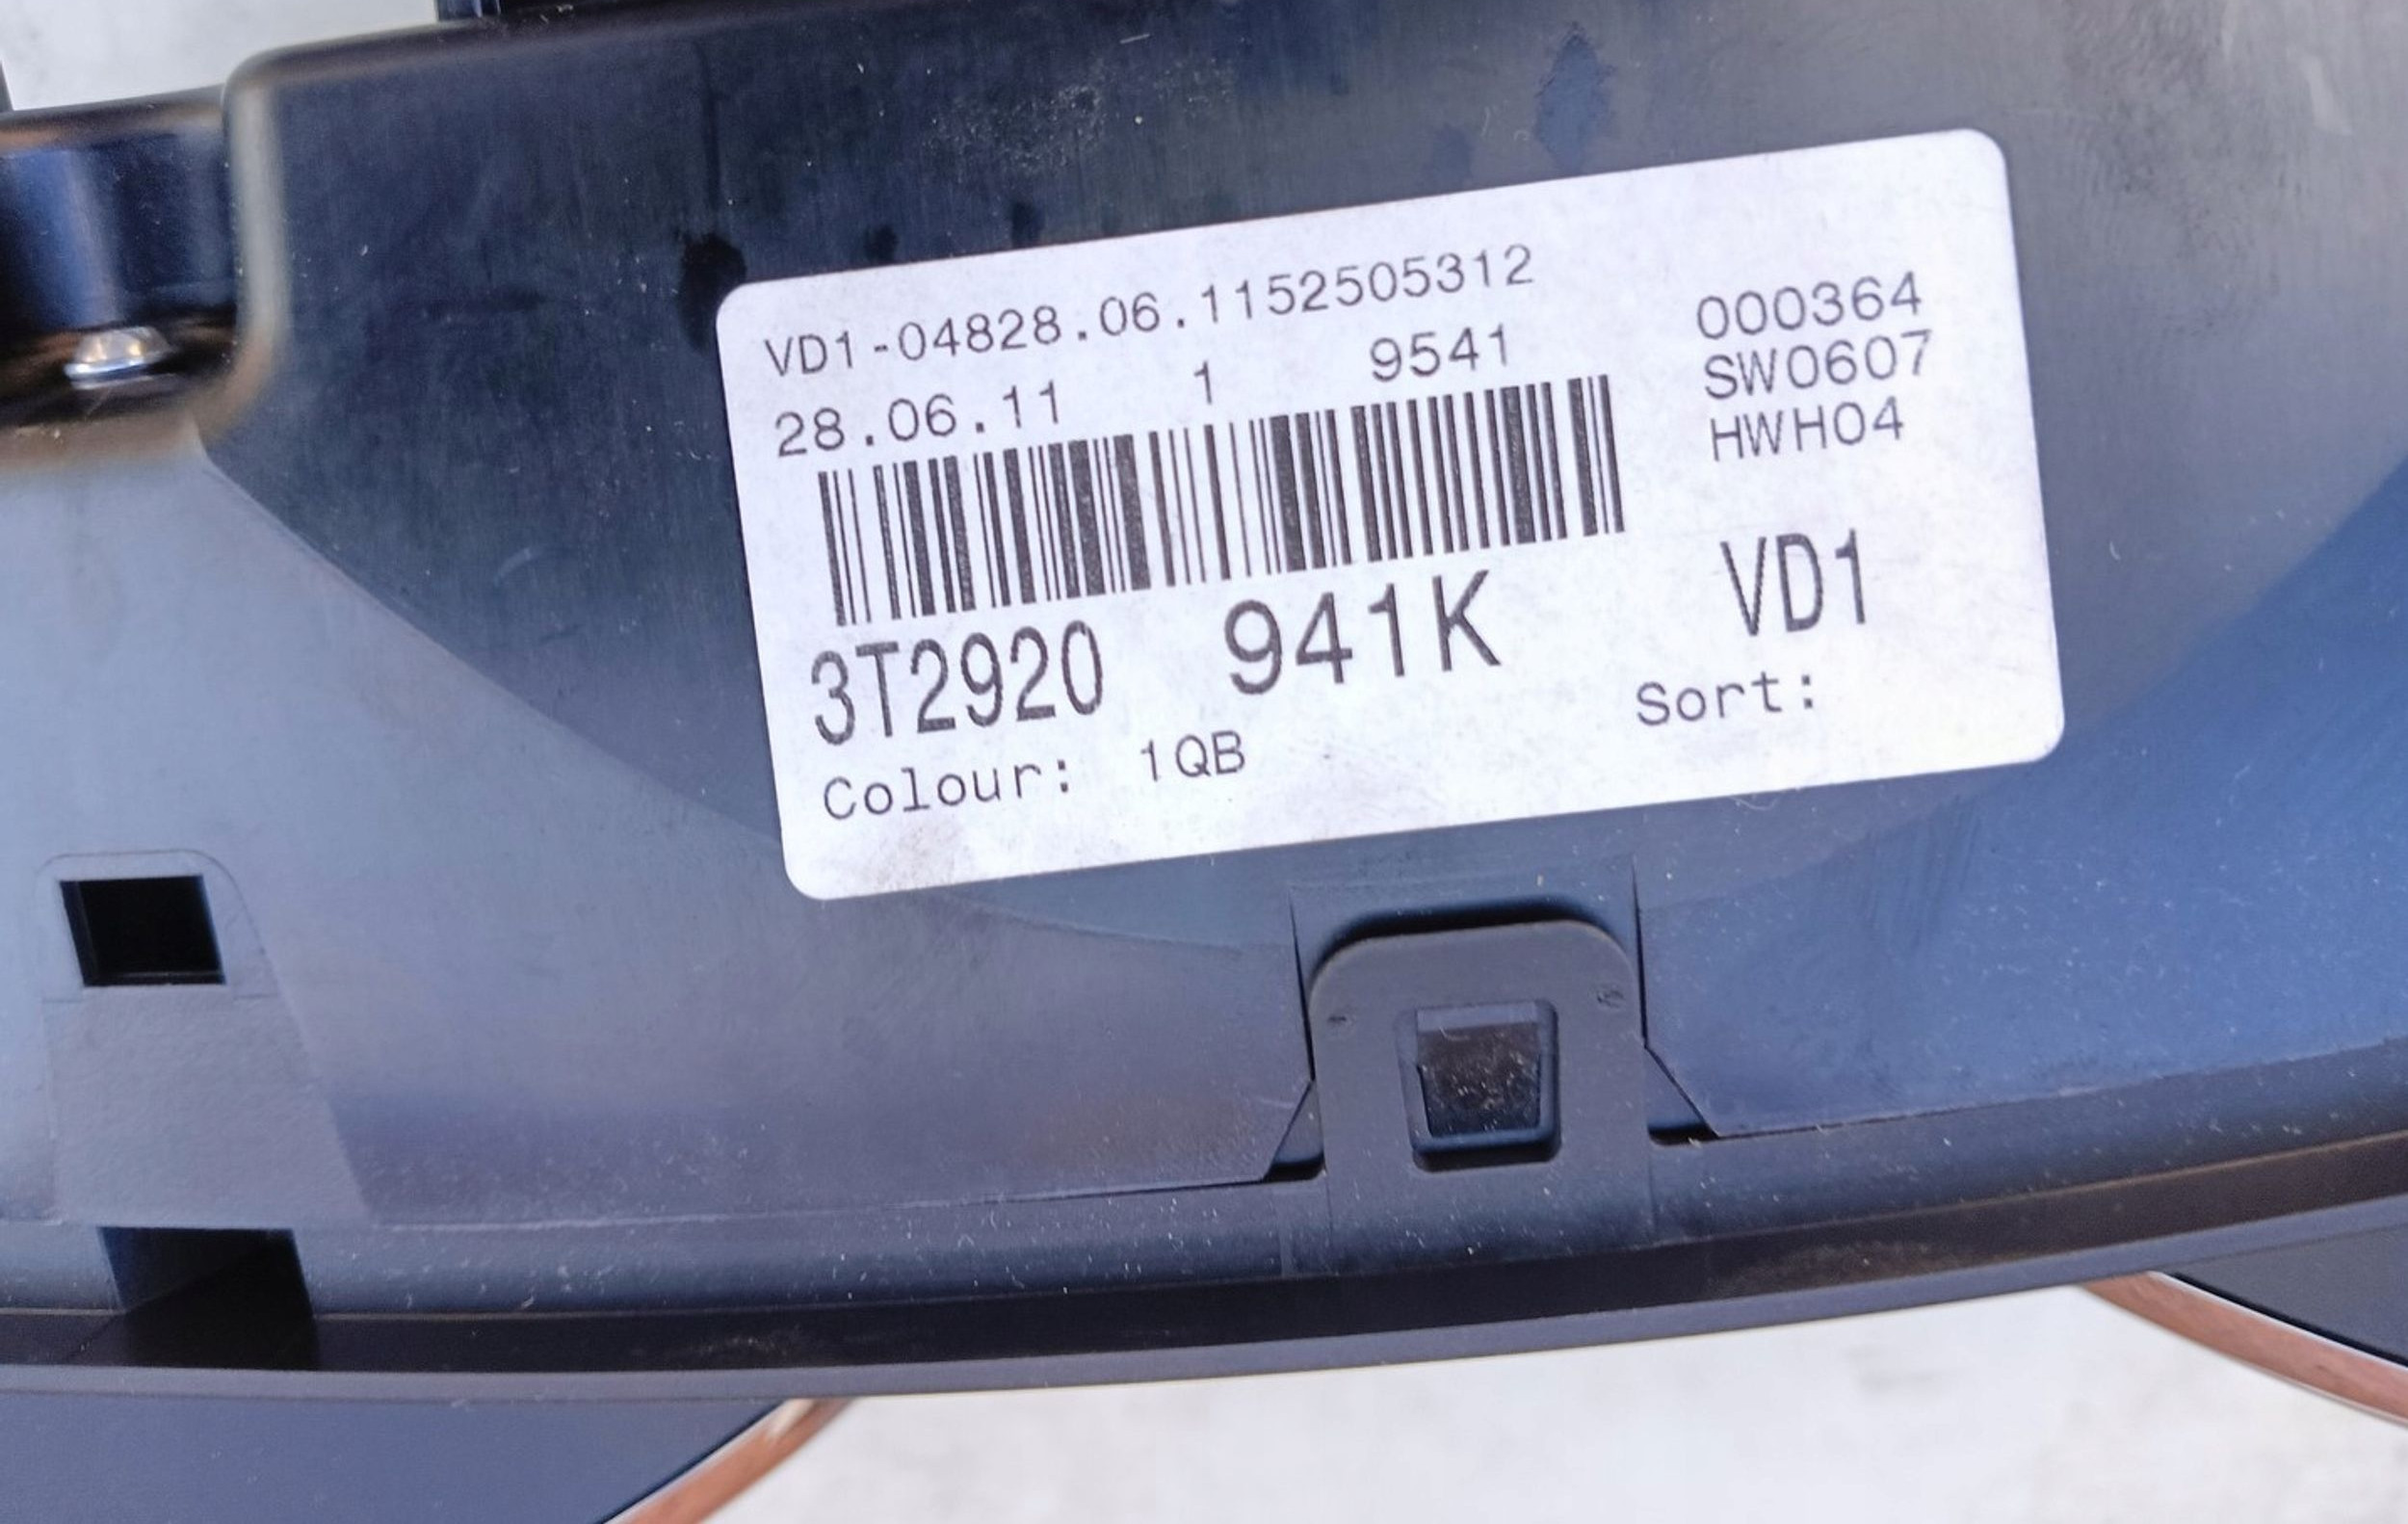 VD1-04828.06.1152505312
28.06.11 1 9541
000364
SW0607
HWH04
3T2920 941K
VD1
Colour: 1QB
Sort: